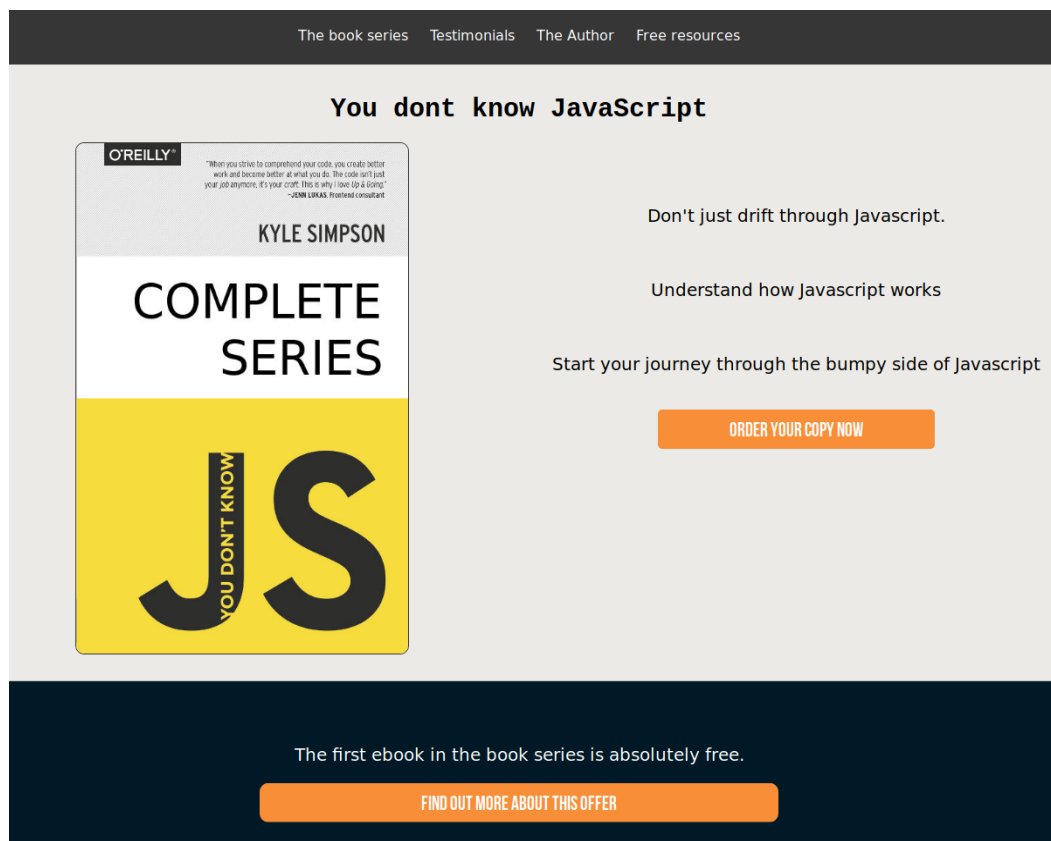 The book series Testimonials The Author Free resources
You dont know JavaScript
O'REILLY®
"When you strive to comprehend your code, you create better
work and become better at what you do. The code isn't just
your job anymore, it's your craft. This is why I love Up & Going."
–JENN LUKAS, Frontend consultant
KYLE SIMPSON
COMPLETE
SERIES
YOU DON'T KNOW
JS
Don't just drift through Javascript.
Understand how Javascript works
Start your journey through the bumpy side of Javascript
ORDER YOUR COPY NOW
The first ebook in the book series is absolutely free.
FIND OUT MORE ABOUT THIS OFFER